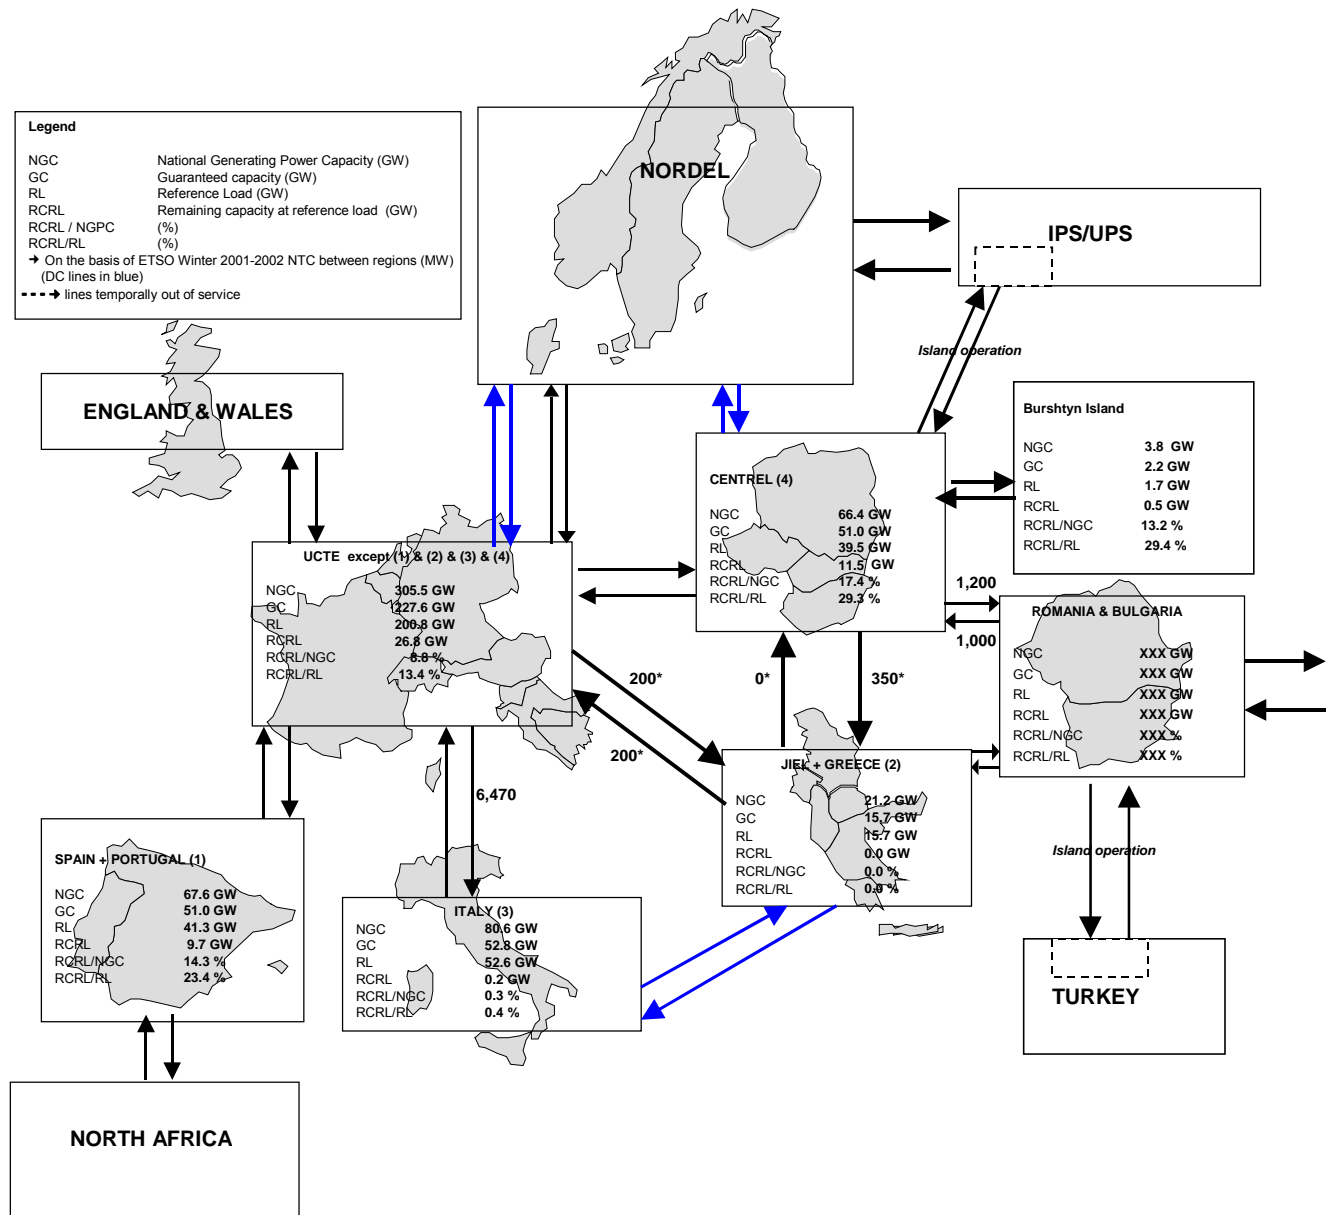 Legend
NGC National Generating Power Capacity (GW)
GC Guaranteed capacity (GW)
RL Reference Load (GW)
RCRL Remaining capacity at reference load (GW)
RCRL / NGPC (%)
RCRL/RL (%)
➔ On the basis of ETSO Winter 2001-2002 NTC between regions (MW)
(DC lines in blue)
lines temporally out of service
NORDEL
IPS/UPS
Island operation
ENGLAND & WALES
Burshtyn Island
NGC 3.8 GW
GC 2.2 GW
RL 1.7 GW
RCRL 0.5 GW
RCRL/NGC 13.2 %
RCRL/RL 29.4 %
CENTREL (4)
NGC 66.4 GW
GC 51.0 GW
RL 39.5 GW
RCRL 11.5 GW
RCRL/NGC 17.4 %
RCRL/RL 29.3 %
UCTE except (1) & (2) & (3) & (4)
NGC 305.5 GW
GC 227.6 GW
RL 200.8 GW
RCRL 26.8 GW
RCRL/NGC 8.8 %
RCRL/RL 13.4 %
1,200
1,000
ROMANIA & BULGARIA
NGC XXX GW
GC XXX GW
RL XXX GW
RCRL XXX GW
RCRL/NGC XXX %
RCRL/RL XXX %
200*
0*
350*
200*
JIEL + GREECE (2)
NGC 21.2 GW
GC 15.7 GW
RL 15.7 GW
RCRL 0.0 GW
RCRL/NGC 0.0 %
RCRL/RL 0.0 %
6,470
Island operation
SPAIN + PORTUGAL (1)
NGC 67.6 GW
GC 51.0 GW
RL 41.3 GW
RCRL 9.7 GW
RCRL/NGC 14.3 %
RCRL/RL 23.4 %
ITALY (3)
NGC 80.6 GW
GC 52.8 GW
RL 52.6 GW
RCRL 0.2 GW
RCRL/NGC 0.3 %
RCRL/RL 0.4 %
TURKEY
NORTH AFRICA